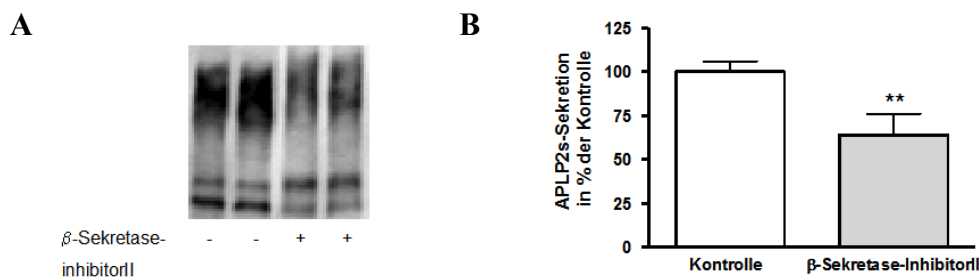 A
β-Sekretase-
inhibitorII
- - + +
B
APLP2s-Sekretion
in % der Kontrolle
125
100
75
50
25
0
**
Kontrolle
β-Sekretase-InhibitorII